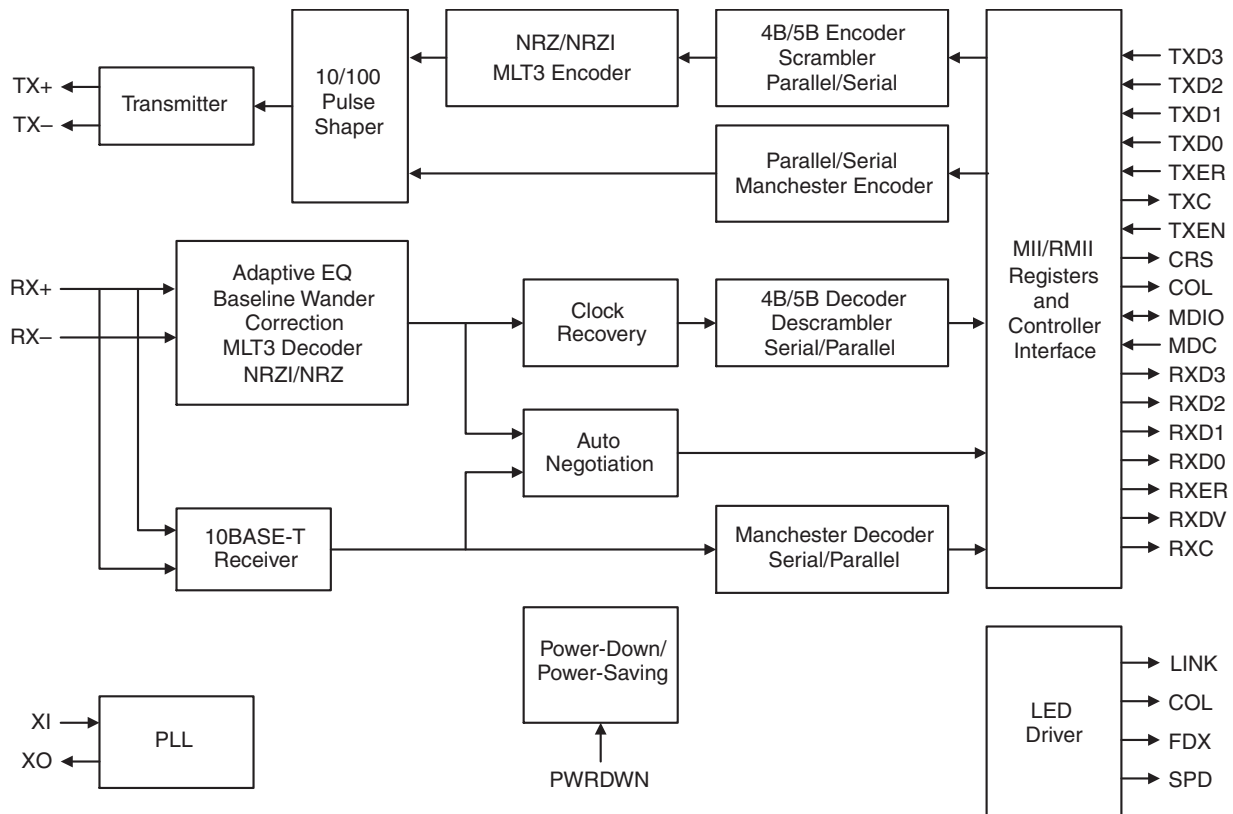 TX+
TX–
Transmitter
10/100
Pulse
Shaper
NRZ/NRZI
MLT3 Encoder
4B/5B Encoder
Scrambler
Parallel/Serial
Parallel/Serial
Manchester Encoder
RX+
RX–
Adaptive EQ
Baseline Wander
Correction
MLT3 Decoder
NRZI/NRZ
Clock
Recovery
4B/5B Decoder
Descrambler
Serial/Parallel
Auto
Negotiation
10BASE-T
Receiver
Manchester Decoder
Serial/Parallel
MII/RMII
Registers
and
Controller
Interface
TXD3
TXD2
TXD1
TXD0
TXER
TXC
TXEN
CRS
COL
MDIO
MDC
RXD3
RXD2
RXD1
RXD0
RXER
RXDV
RXC
Power-Down/
Power-Saving
PWRDWN
XI
XO
PLL
LED
Driver
LINK
COL
FDX
SPD